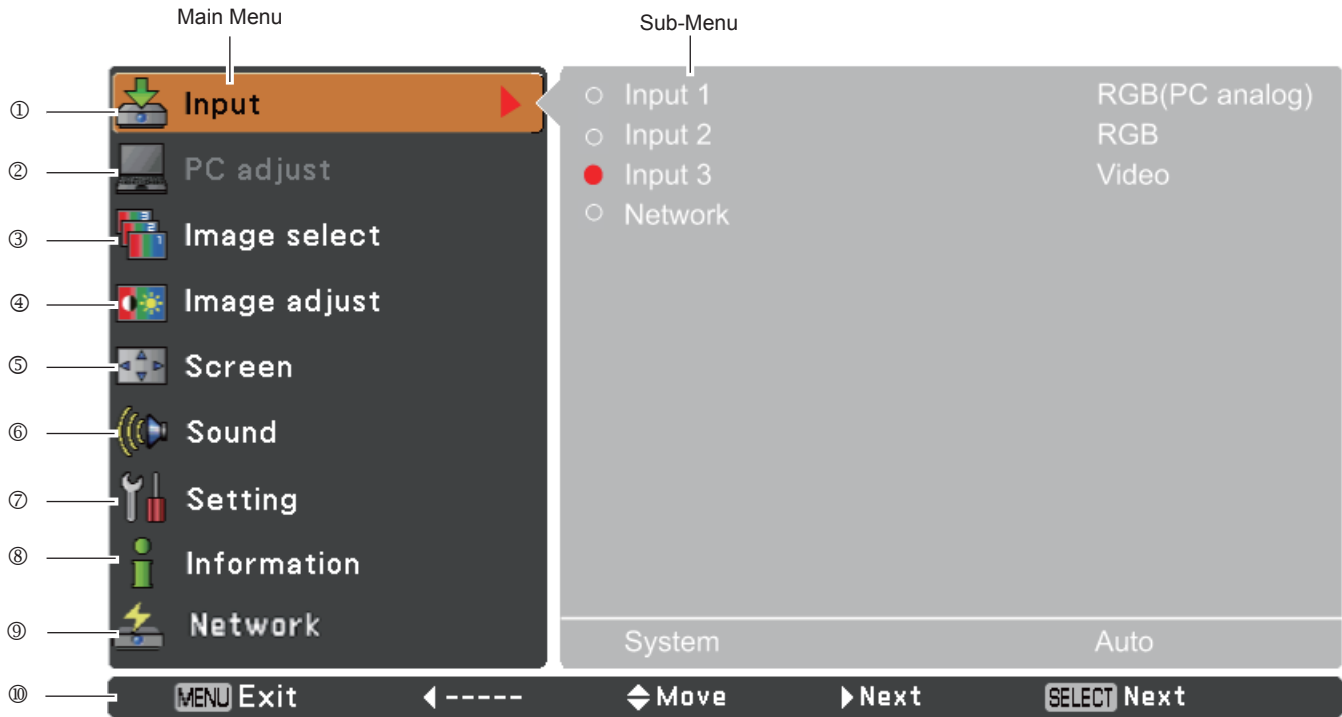 Main Menu
Sub-Menu
① Input
② PC adjust
③ Image select
④ Image adjust
⑤ Screen
⑥ Sound
⑦ Setting
⑧ Information
⑨ Network
Input 1 RGB(PC analog)
Input 2 RGB
Input 3 Video
Network
System Auto
⑩ MENU Exit ----- Move Next SELECT Next